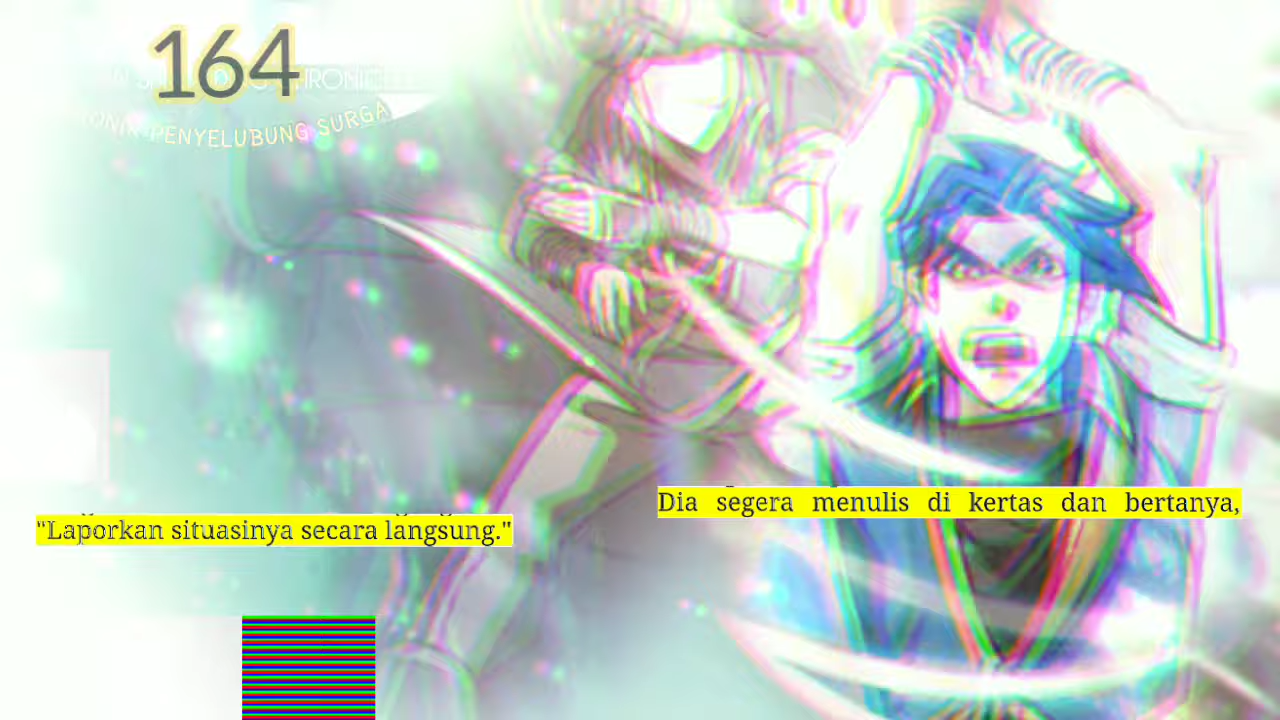 164
PENYELUBUNG SURGA
"Laporkan situasinya secara langsung."
Dia segera menulis di kertas dan bertanya,